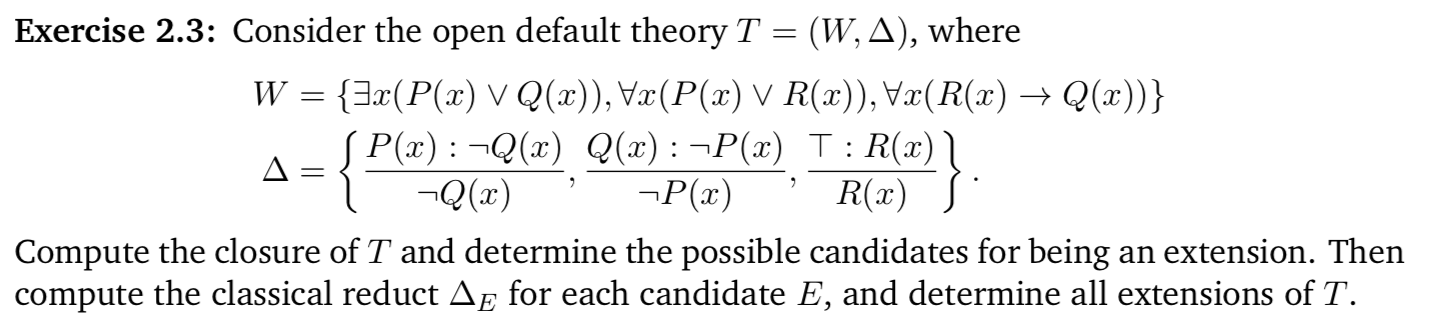 Exercise 2.3: Consider the open default theory T = (W, Δ), where
W = {∃x(P(x) ∨ Q(x)), ∀x(P(x) ∨ R(x)), ∀x(R(x) → Q(x))}
Δ = { P(x) : ¬Q(x) / ¬Q(x), Q(x) : ¬P(x) / ¬P(x), ⊤ : R(x) / R(x) }.
Compute the closure of T and determine the possible candidates for being an extension. Then
compute the classical reduct Δ_E for each candidate E, and determine all extensions of T.